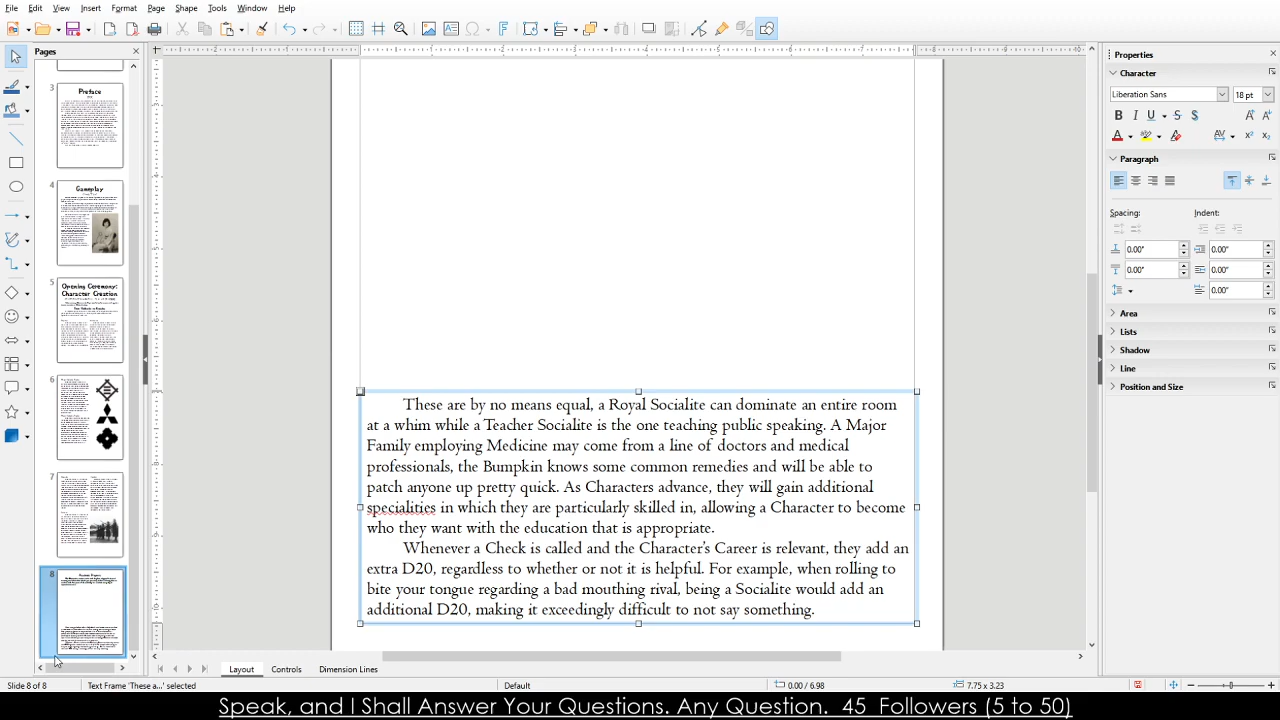 File Edit View Insert Format Page Shape Tools Window Help
Pages
3
Preface
4
Gameplay
5
Opening Ceremony:
Character Creation
6
7
8
These are by no means equal, a Royal Socialite can dominate an entire room
at a whim while a Teacher Socialite is the one teaching public speaking. A Major
Family employing Medicine may come from a line of doctors and medical
professionals, the Bumpkin knows some common remedies and will be able to
patch anyone up pretty quick. As Characters advance, they will gain additional
specialities in which they are particularly skilled in, allowing a Character to become
who they want with the education that is appropriate.
Whenever a Check is called and the Character's Career is relevant, they add an
extra D20, regardless to whether or not it is helpful. For example, when rolling to
bite your tongue regarding a bad mouthing rival, being a Socialite would add an
additional D20, making it exceedingly difficult to not say something.
Properties
Character
Liberation Sans 18 pt
Paragraph
Spacing: Indent:
0.00" 0.00"
0.00" 0.00"
0.00"
Area
Lists
Shadow
Line
Position and Size
Layout Controls Dimension Lines
Slide 8 of 8 Text Frame 'These a...' selected Default 0.00 / 6.98 7.75 x 3.23
Speak, and I Shall Answer Your Questions. Any Question. 45 Followers (5 to 50)